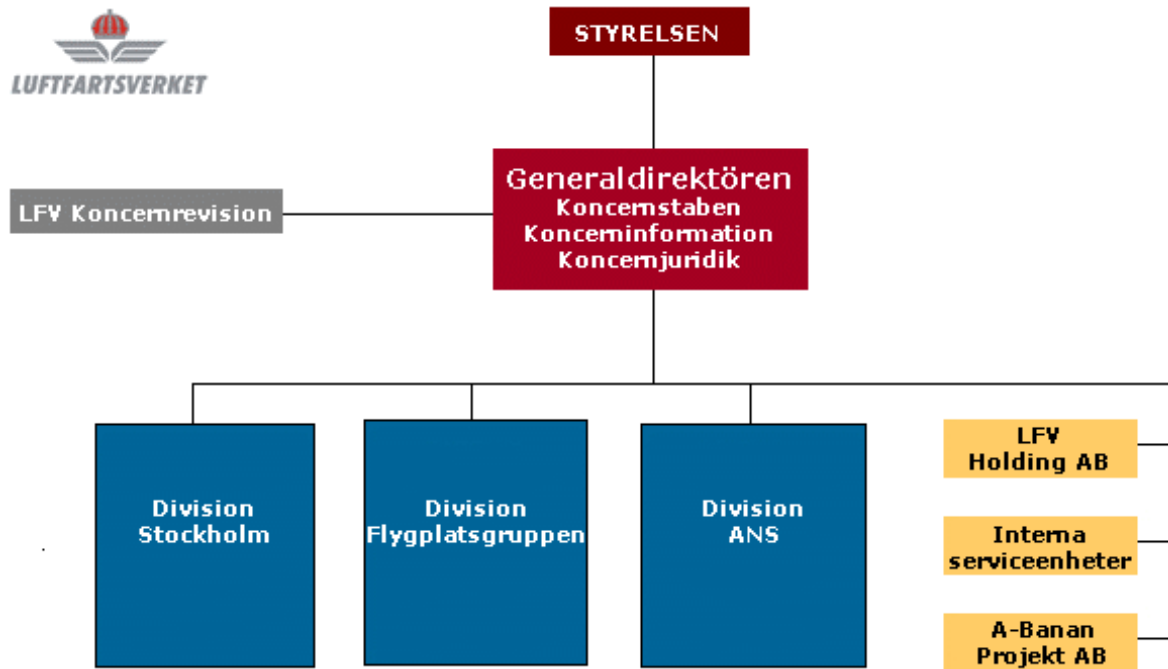 LUFTFARTSVERKET
STYRELSEN
Generaldirektören
Koncernstaben
Koncerninformation
Koncernjuridik
LFV Koncernrevision
Division
Stockholm
Division
Flygplatsgruppen
Division
ANS
LFV
Holding AB
Interna
serviceenheter
A-Banan
Projekt AB